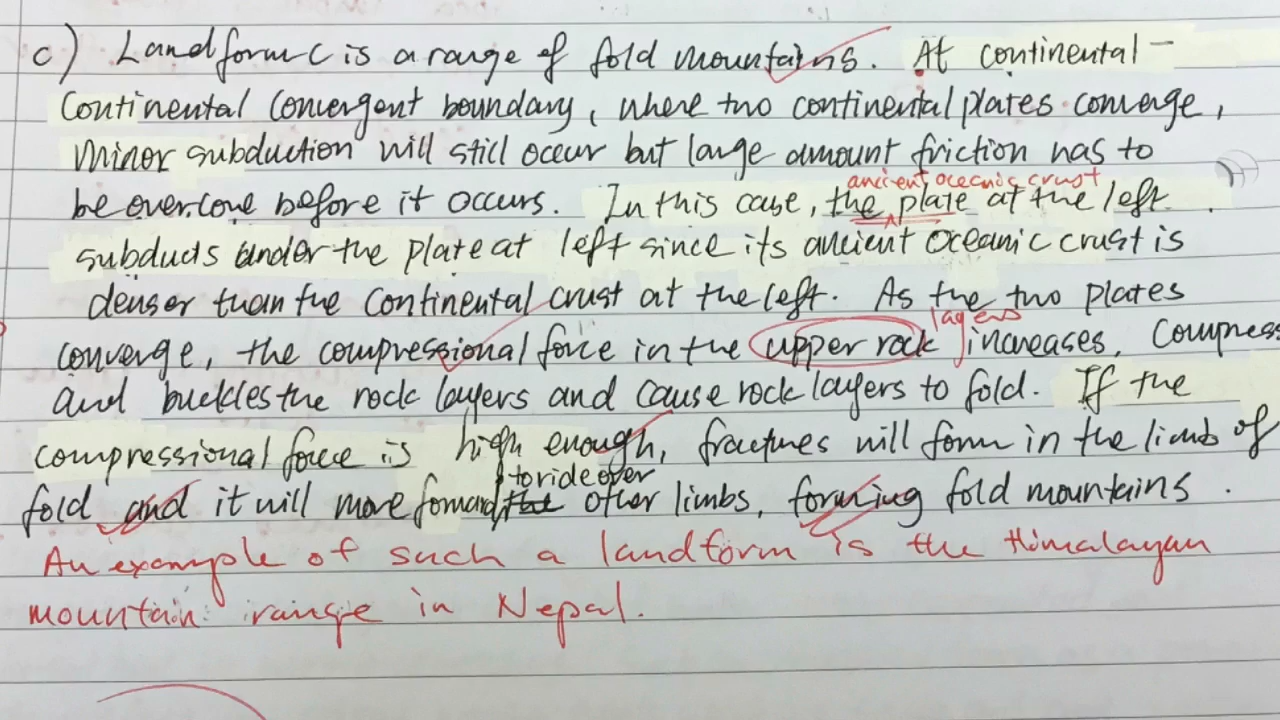 c) Landform C is a range of fold mountains. At continental-
continental convergent boundary, where two continental plates converge,
minor subduction will still occur but large amount friction has to
ancient oceanic crust
be overcome before it occurs. In this case, the plate at the left
subducts under the plate at left since its ancient oceanic crust is
denser than the continental crust at the left. As the two plates
layers
converge, the compressional force in the upper rock increases, compress
and buckles the rock layers and cause rock layers to fold. If the
compressional force is high enough, fractures will form in the limb of
to ride over
fold and it will move forward the other limbs, forming fold mountains.
An example of such a landform is the Himalayan
mountain range in Nepal.